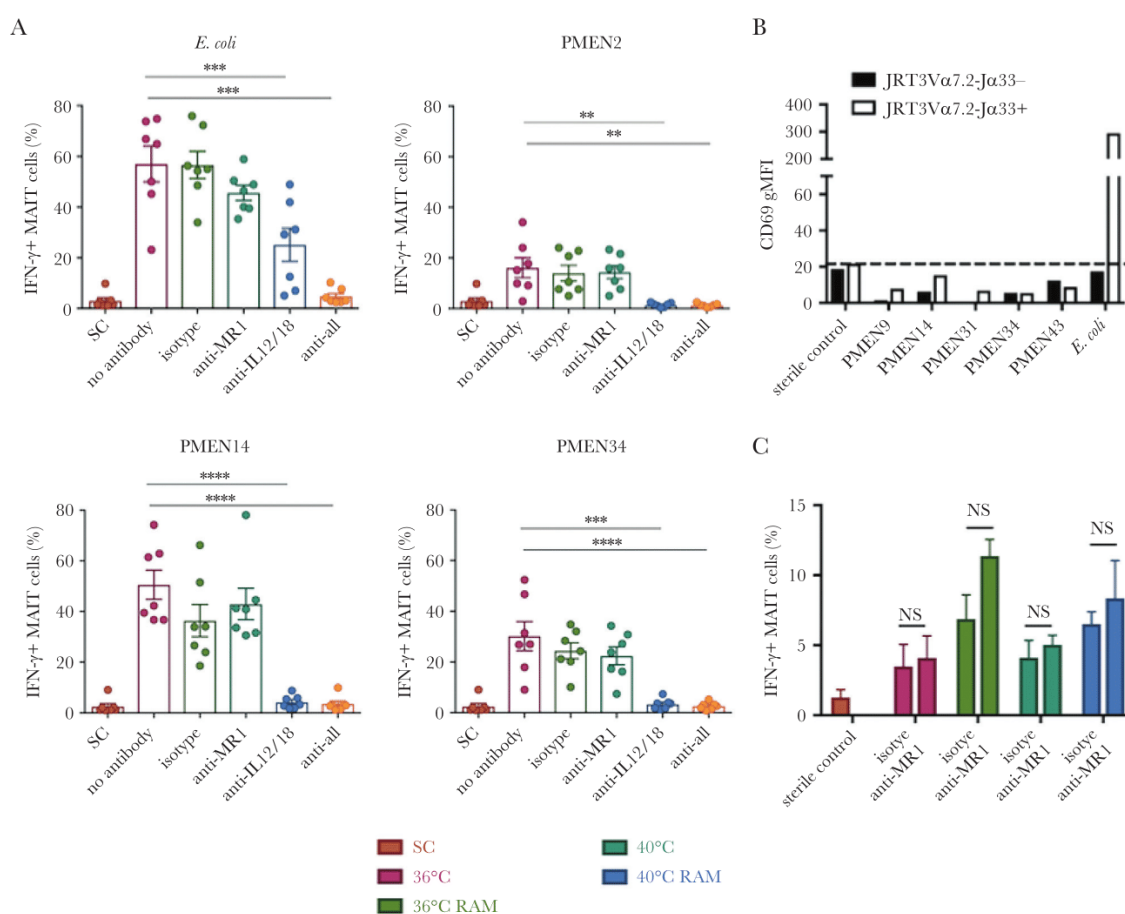 A
E. coli
***
***
IFN-γ+ MAIT cells (%)
80
60
40
20
0
SC
no antibody
isotype
anti-MR1
anti-IL12/18
anti-all
PMEN2
**
**
IFN-γ+ MAIT cells (%)
80
60
40
20
0
SC
no antibody
isotype
anti-MR1
anti-IL12/18
anti-all
B
JRT3Vα7.2-Jα33–
JRT3Vα7.2-Jα33+
CD69 gMFI
400
300
200
60
40
20
0
sterile control
PMEN9
PMEN14
PMEN31
PMEN34
PMEN43
E. coli
PMEN14
****
****
IFN-γ+ MAIT cells (%)
80
60
40
20
0
SC
no antibody
isotype
anti-MR1
anti-IL12/18
anti-all
PMEN34
***
****
IFN-γ+ MAIT cells (%)
80
60
40
20
0
SC
no antibody
isotype
anti-MR1
anti-IL12/18
anti-all
C
IFN-γ+ MAIT cells (%)
15
10
5
0
NS
NS
NS
NS
sterile control
isotye
anti-MR1
isotye
anti-MR1
isotye
anti-MR1
isotye
anti-MR1
SC
36°C
36°C RAM
40°C
40°C RAM